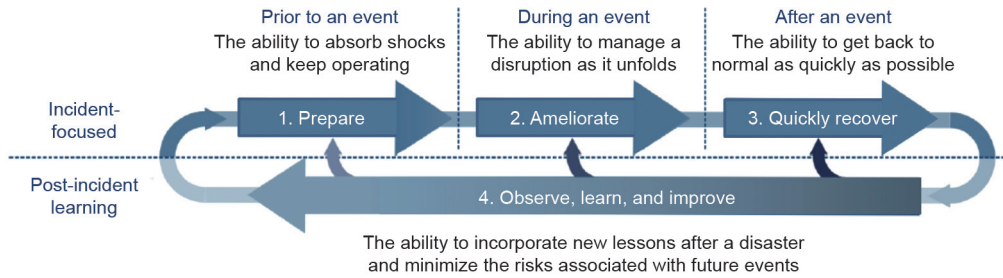 Prior to an event
The ability to absorb shocks
and keep operating
During an event
The ability to manage a
disruption as it unfolds
After an event
The ability to get back to
normal as quickly as possible
Incident-
focused
1. Prepare
2. Ameliorate
3. Quickly recover
Post-incident
learning
4. Observe, learn, and improve
The ability to incorporate new lessons after a disaster
and minimize the risks associated with future events